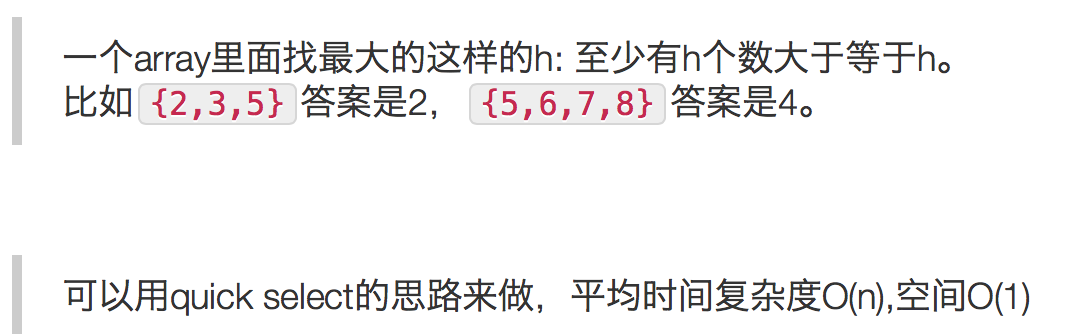 一个array里面找最大的这样的h: 至少有h个数大于等于h。
比如 {2,3,5} 答案是2， {5,6,7,8} 答案是4。
可以用quick select的思路来做，平均时间复杂度O(n),空间O(1)